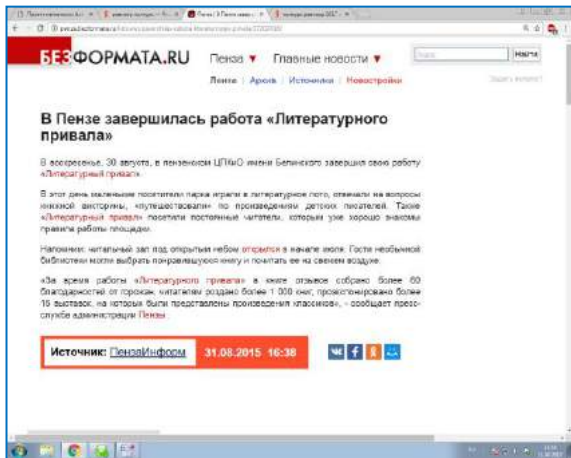 БЕЗФОРМАТА.RU
Пенза ▼ Главные новости ▼
Найти
Пенза | Архив | Источники | Новостройки
В Пензе завершилась работа «Литературного
привала»
В воскресенье, 30 августа, в пензенском ЦПКиО имени Белинского завершил свою работу
«Литературный привал».
В этот день маленькие посетители парка играли в литературное лото, отвечали на вопросы
книжной викторины, «путешествовали» по произведениям детских писателей. Также
«Литературный привал» посетили постоянные читатели, которым уже хорошо знакомы
правила работы площадки.
Напомним: читальный зал под открытым небом открылся в начале июля. Гости необычной
библиотеки могли выбрать понравившуюся книгу и почитать ее на свежем воздухе.
«За время работы «Литературного привала» в книге отзывов собрано более 60
благодарностей от горожан, читателям роздано более 1 000 книг, проэкспонировано более
15 выставок, на которых были представлены произведения классиков», - сообщает пресс-
служба администрации Пензы.
Источник: ПензаИнформ 31.08.2015 16:38